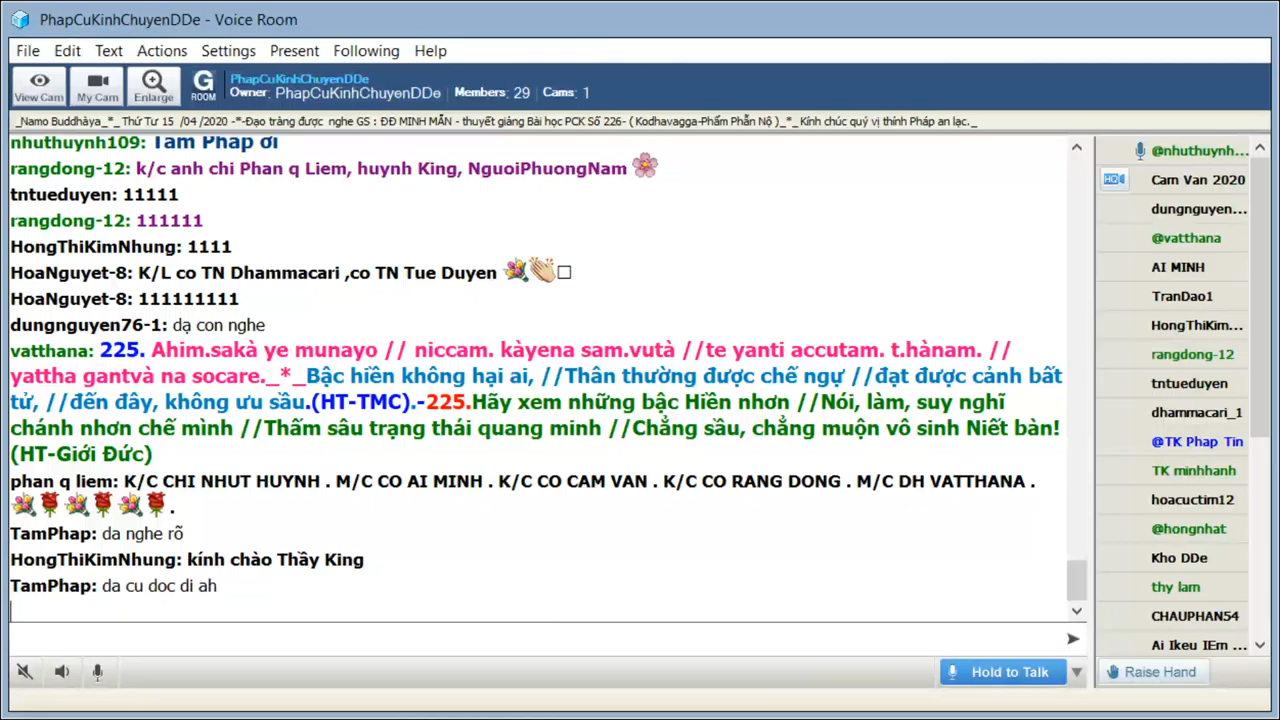 PhapCuKinhChuyenDDe - Voice Room
File Edit Text Actions Settings Present Following Help
View Cam My Cam Enlarge G ROOM
PhapCuKinhChuyenDDe
Owner: PhapCuKinhChuyenDDe Members: 29 Cams: 1
_Namo Buddhàya_*_ Thứ Tư 15 /04 /2020 -*-Đạo tràng được nghe GS : ĐĐ MINH MẪN - thuyết giảng Bài học PCK Số 226- ( Kodhavagga-Phẩm Phẫn Nộ )_*_ Kính chúc quý vị thính Pháp an lạc._
nhuthuynh109: Tâm Pháp ơi
rangdong-12: k/c anh chi Phan q Liem, huynh King, NguoiPhuongNam
tntueduyen: 11111
rangdong-12: 111111
HongThiKimNhung: 1111
HoaNguyet-8: K/L co TN Dhammacari ,co TN Tue Duyen
HoaNguyet-8: 111111111
dungnguyen76-1: dạ con nghe
vatthana: 225. Ahim.sakà ye munayo // niccam. kàyena sam.vutà //te yanti accutam. t.hànam. //
yattha gantvà na socare._*_Bậc hiền không hại ai, //Thân thường được chế ngự //đạt được cảnh bất
tử, //đến đây, không ưu sầu.(HT-TMC).-225.Hãy xem những bậc Hiền nhơn //Nói, làm, suy nghĩ
chánh nhơn chế mình //Thấm sâu trạng thái quang minh //Chẳng sầu, chẳng muộn vô sinh Niết bàn!
(HT-Giới Đức)
phan q liem: K/C CHI NHUT HUYNH . M/C CO AI MINH . K/C CO CAM VAN . K/C CO RANG DONG . M/C DH VATTHANA .
.
TamPhap: da nghe rõ
HongThiKimNhung: kính chào Thầy King
TamPhap: da cu doc di ah
Hold to Talk
@nhuthuynh...
HQ Cam Van 2020
dungnguyen...
@vatthana
AI MINH
TranDao1
HongThiKim...
rangdong-12
tntueduyen
dhammacari_1
@TK Phap Tin
TK minhhanh
hoacuctim12
@hongnhat
Kho DDe
thy lam
CHAUPHAN54
Ai Ikeu IEm ...
Raise Hand